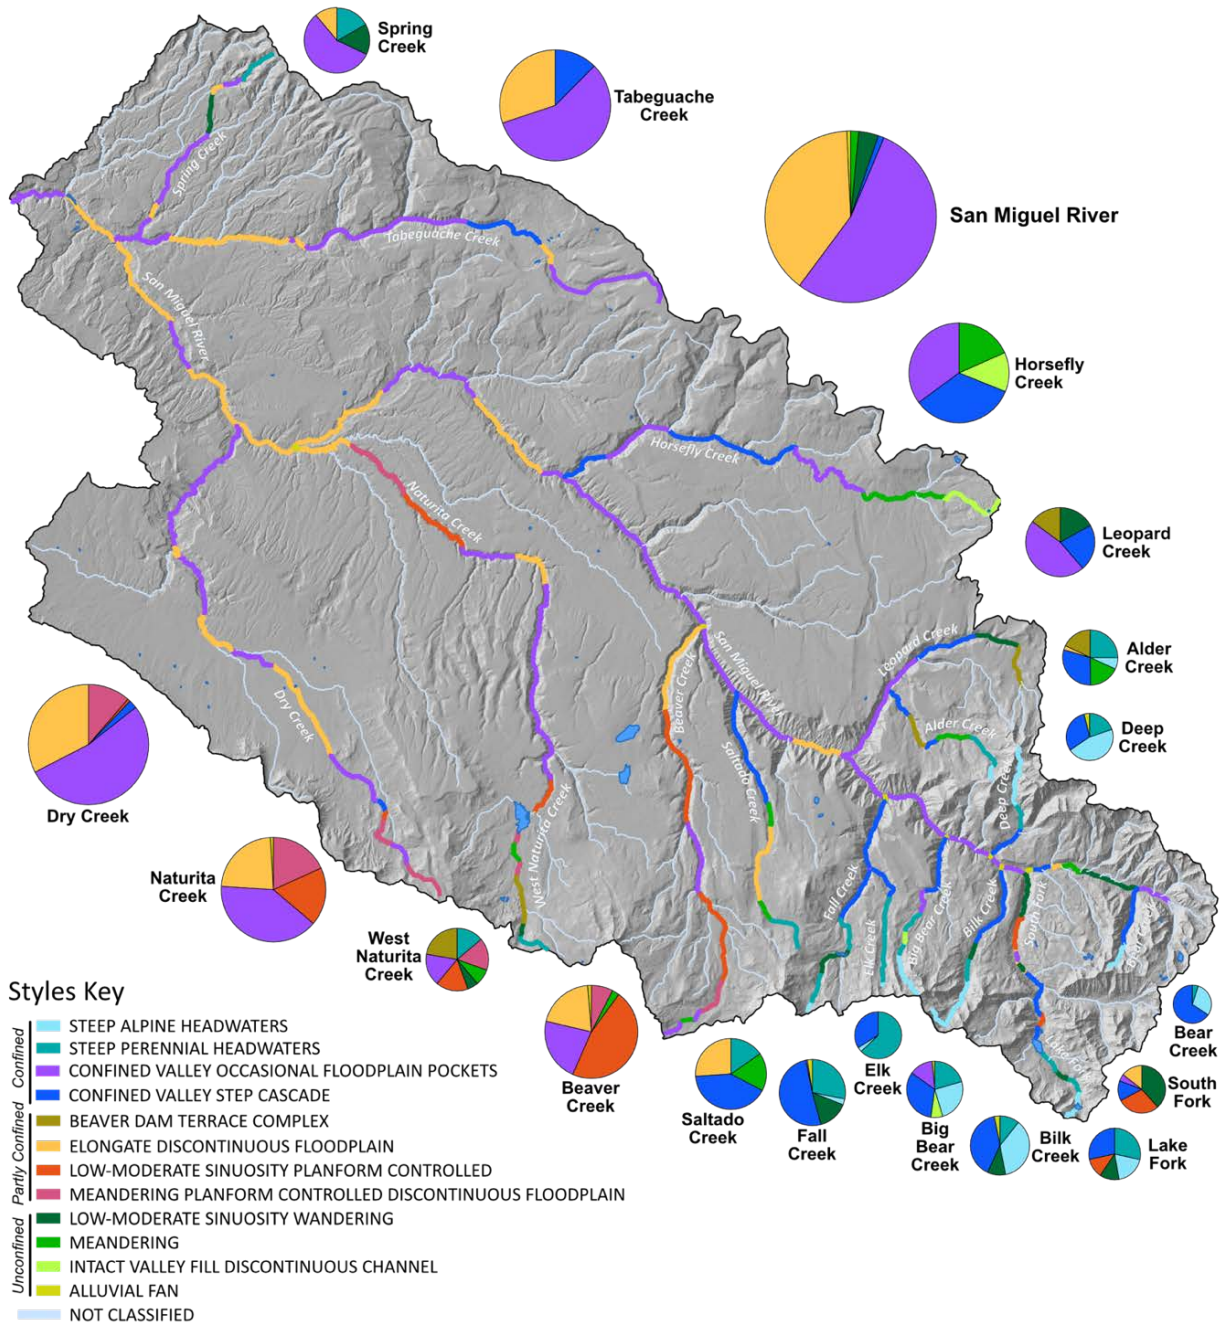 Spring
Creek
Tabeguache
Creek
San Miguel River
Horsefly
Creek
Leopard
Creek
Alder
Creek
Deep
Creek
Dry Creek
Naturita
Creek
West
Naturita
Creek
Beaver
Creek
Saltado
Creek
Fall
Creek
Elk
Creek
Big
Bear
Creek
Bilk
Creek
Lake
Fork
South
Fork
Bear
Creek
Spring Creek
Tabeguache Creek
San Miguel River
Horsefly Creek
Naturita Creek
San Miguel River
Beaver Creek
Saltado Creek
Leopard Creek
Alder Creek
Deep Creek
Dry Creek
West Naturita Creek
Fall Creek
Elk Creek
Big Bear Creek
Bilk Creek
South Fork
Styles Key
Confined
STEEP ALPINE HEADWATERS
STEEP PERENNIAL HEADWATERS
CONFINED VALLEY OCCASIONAL FLOODPLAIN POCKETS
CONFINED VALLEY STEP CASCADE
Partly Confined
BEAVER DAM TERRACE COMPLEX
ELONGATE DISCONTINUOUS FLOODPLAIN
LOW-MODERATE SINUOSITY PLANFORM CONTROLLED
MEANDERING PLANFORM CONTROLLED DISCONTINUOUS FLOODPLAIN
Unconfined
LOW-MODERATE SINUOSITY WANDERING
MEANDERING
INTACT VALLEY FILL DISCONTINUOUS CHANNEL
ALLUVIAL FAN
NOT CLASSIFIED